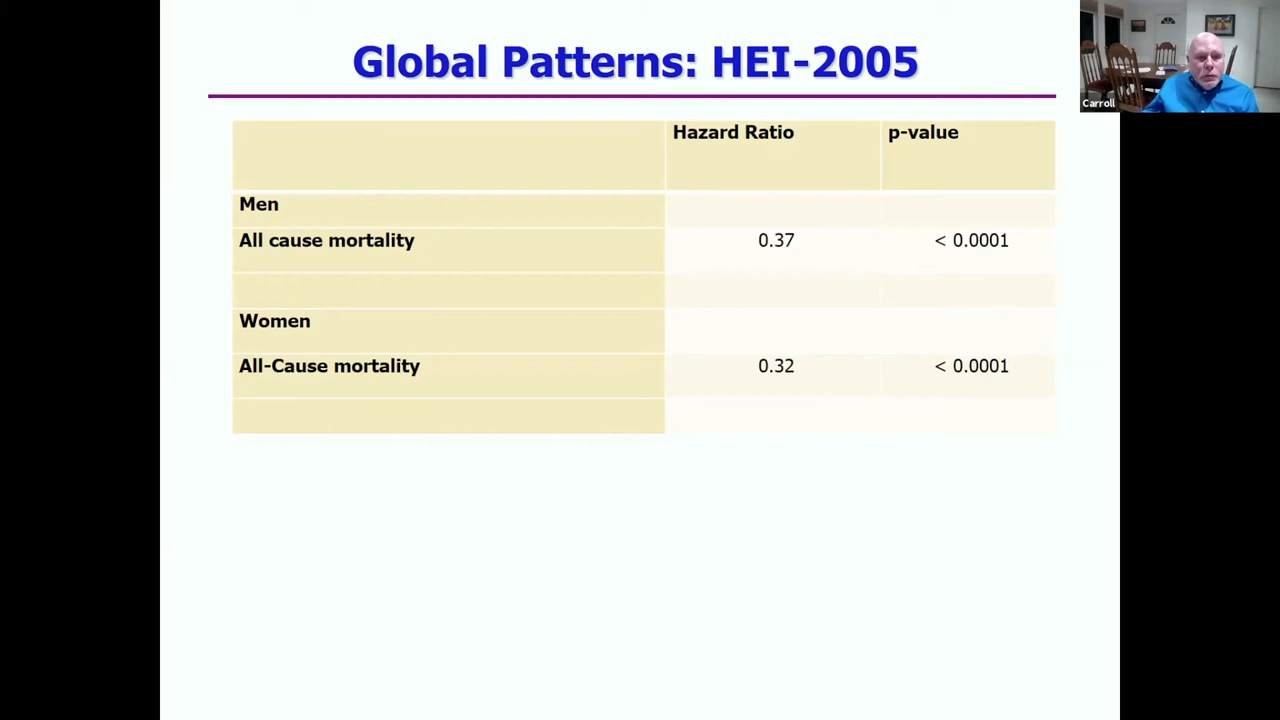 Global Patterns: HEI-2005
Carroll
Hazard Ratio p-value
Men
All cause mortality 0.37 < 0.0001
Women
All-Cause mortality 0.32 < 0.0001